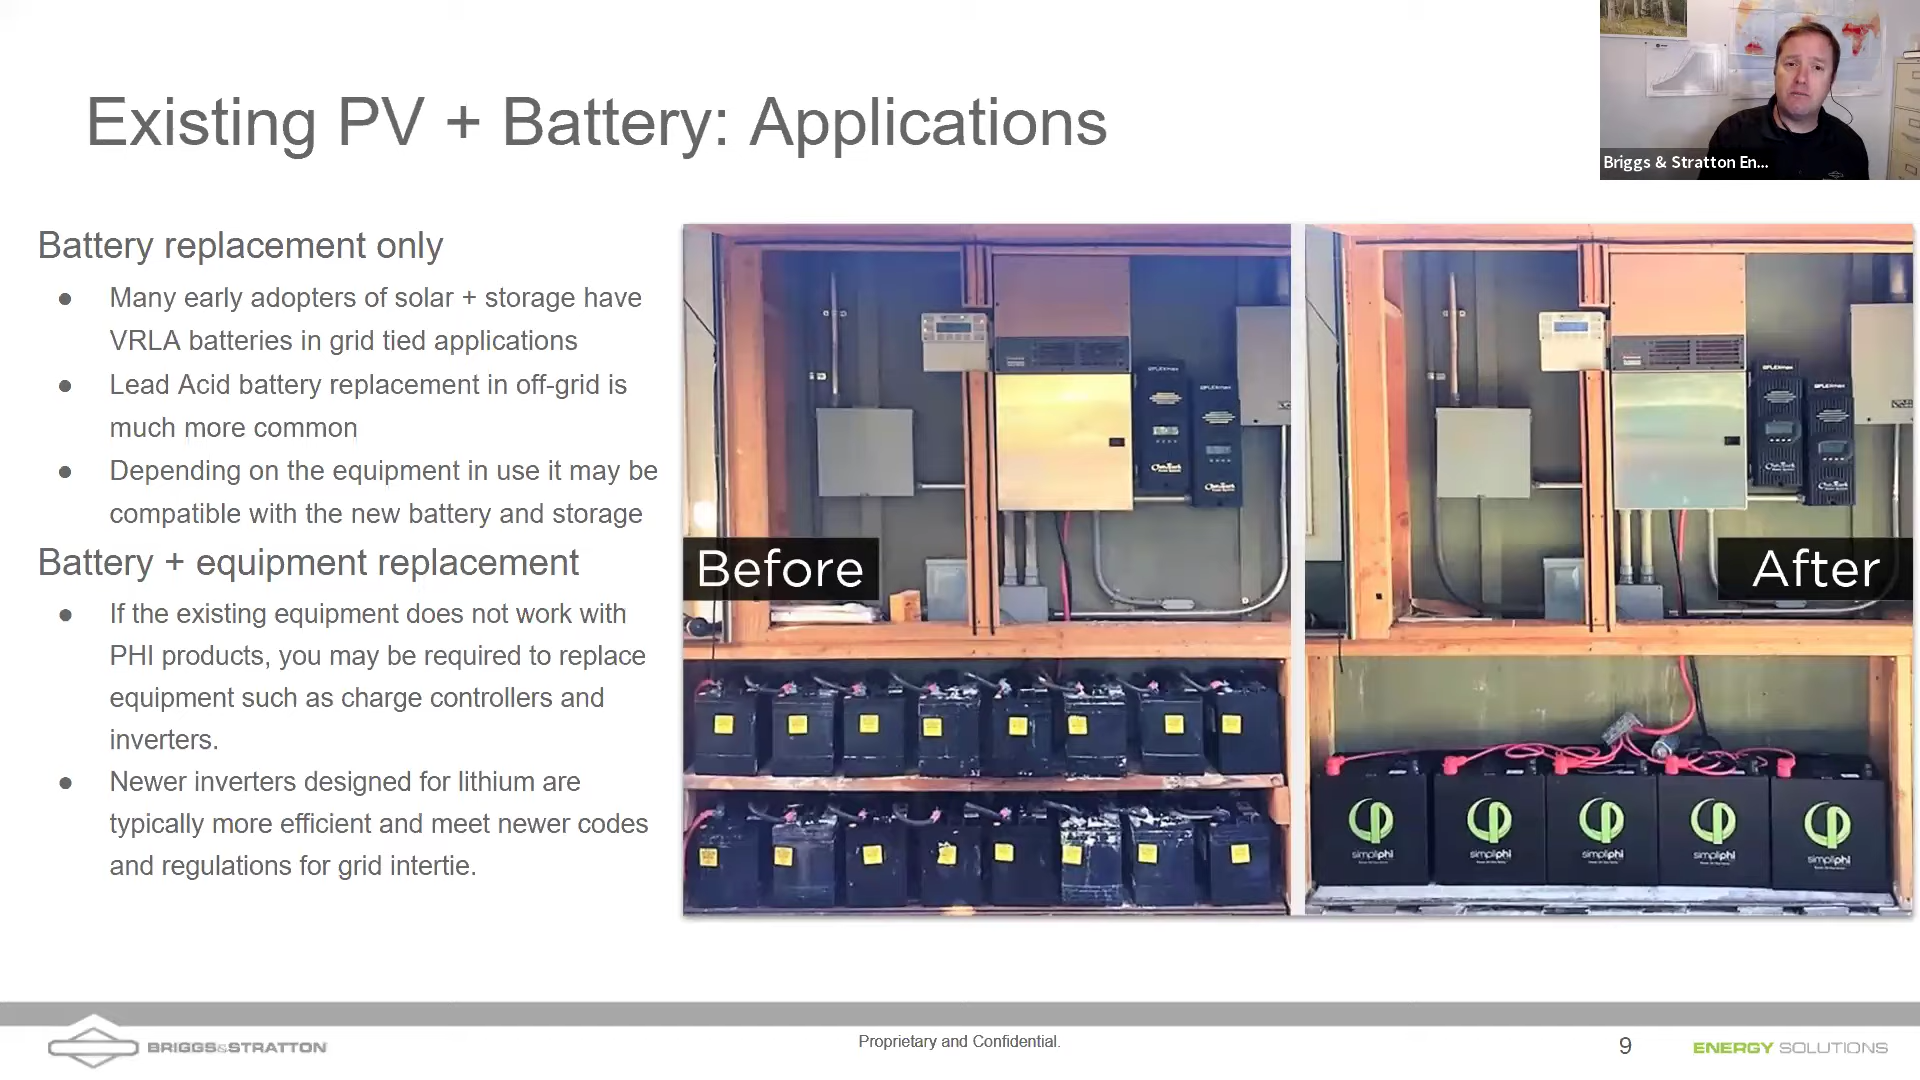 Existing PV + Battery: Applications
Briggs & Stratton En...
Battery replacement only
● Many early adopters of solar + storage have
VRLA batteries in grid tied applications
● Lead Acid battery replacement in off-grid is
much more common
● Depending on the equipment in use it may be
compatible with the new battery and storage
Battery + equipment replacement
● If the existing equipment does not work with
PHI products, you may be required to replace
equipment such as charge controllers and
inverters.
● Newer inverters designed for lithium are
typically more efficient and meet newer codes
and regulations for grid intertie.
Before
After
simpliphi
simpliphi
simpliphi
simpliphi
simpliphi
BRIGGS&STRATTON
Proprietary and Confidential.
9
ENERGY SOLUTIONS